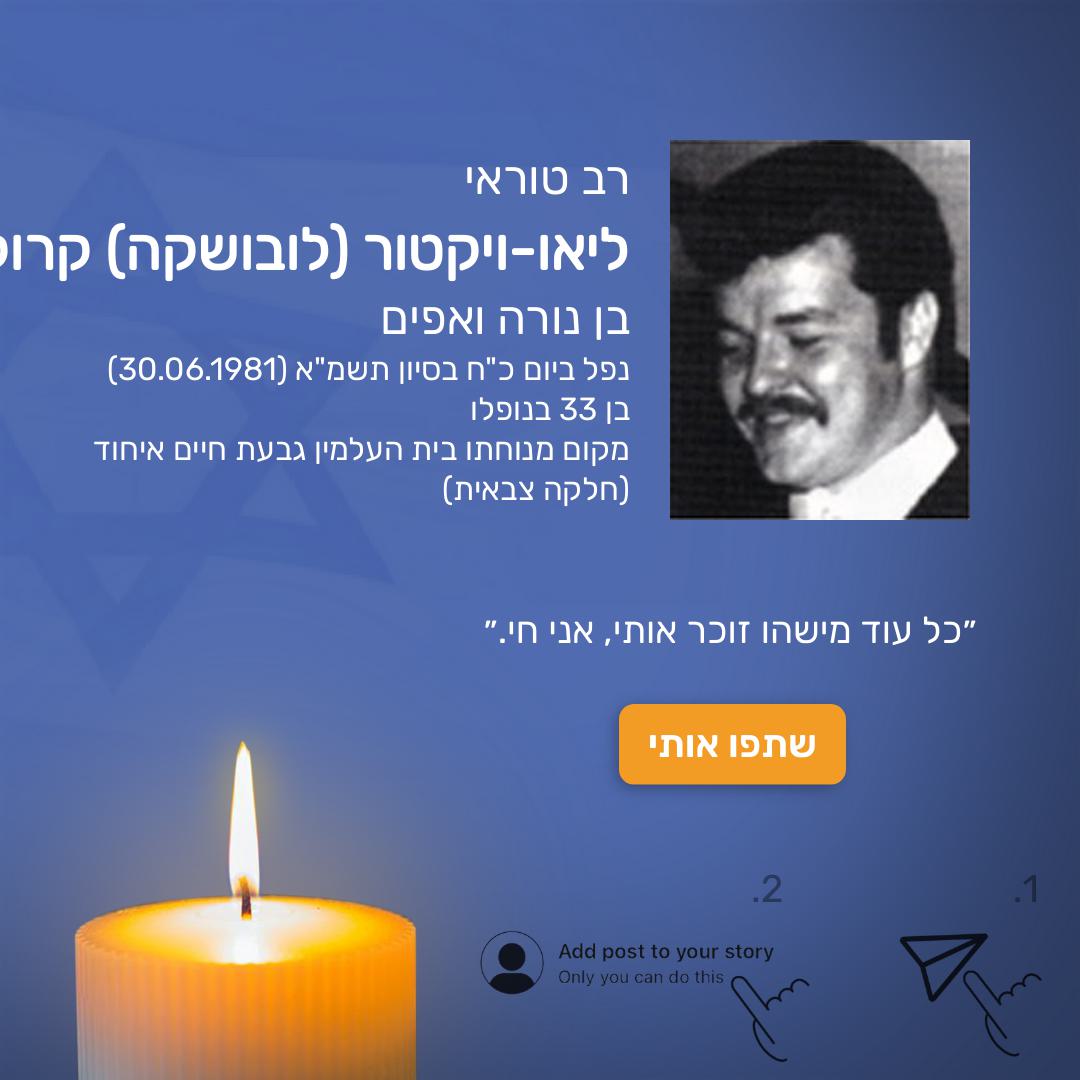 רב טוראי
ליאו-ויקטור (לובושקה)
בן נורה ואפים
נפל ביום כ"ח בסיון תשמ"א (30.06.1981)
בן 33 בנופלו
מקום מנוחתו בית העלמין גבעת חיים איחוד
(חלקה צבאית)
״כל עוד מישהו זוכר אותי, אני חי.״
שתפו אותי
1.
2.
Add post to your story
Only you can do this